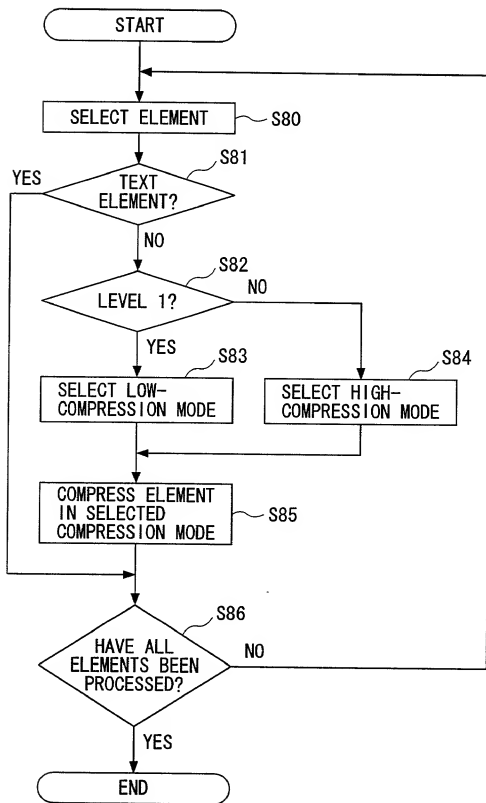 START
SELECT ELEMENT
S80
S81
YES
TEXT
ELEMENT?
NO
S82
LEVEL 1?
NO
YES
S83
S84
SELECT LOW-
COMPRESSION MODE
SELECT HIGH-
COMPRESSION MODE
COMPRESS ELEMENT
IN SELECTED
COMPRESSION MODE
S85
S86
HAVE ALL
ELEMENTS BEEN
PROCESSED?
NO
YES
END